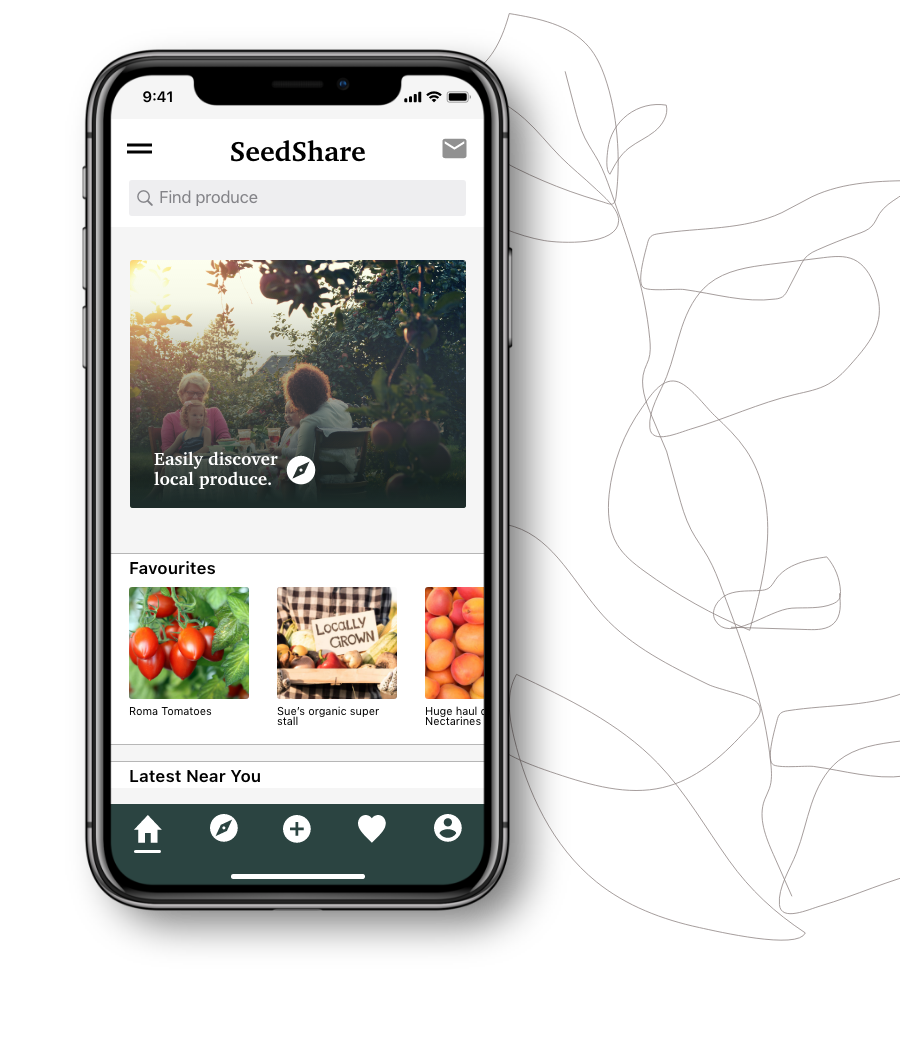 9:41
SeedShare
Find produce
Easily discover
local produce.
Favourites
LOCALLY
GROWN
Roma Tomatoes
Sue's organic super
stall
Huge haul
Nectarines
Latest Near You